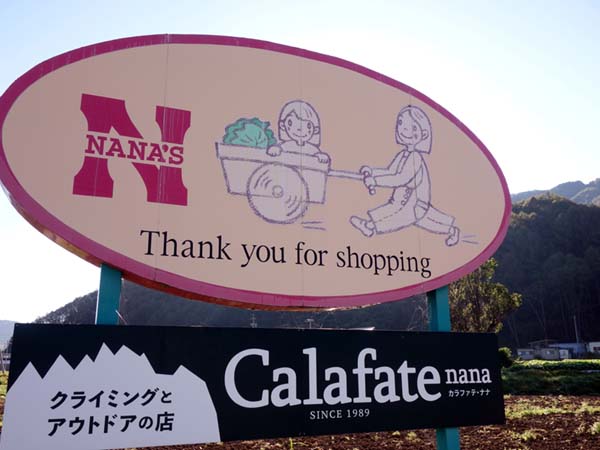 N
NANA'S
Thank you for shopping
クライミングと
アウトドアの店
Calafate nana
カラファテ・ナナ
SINCE 1989